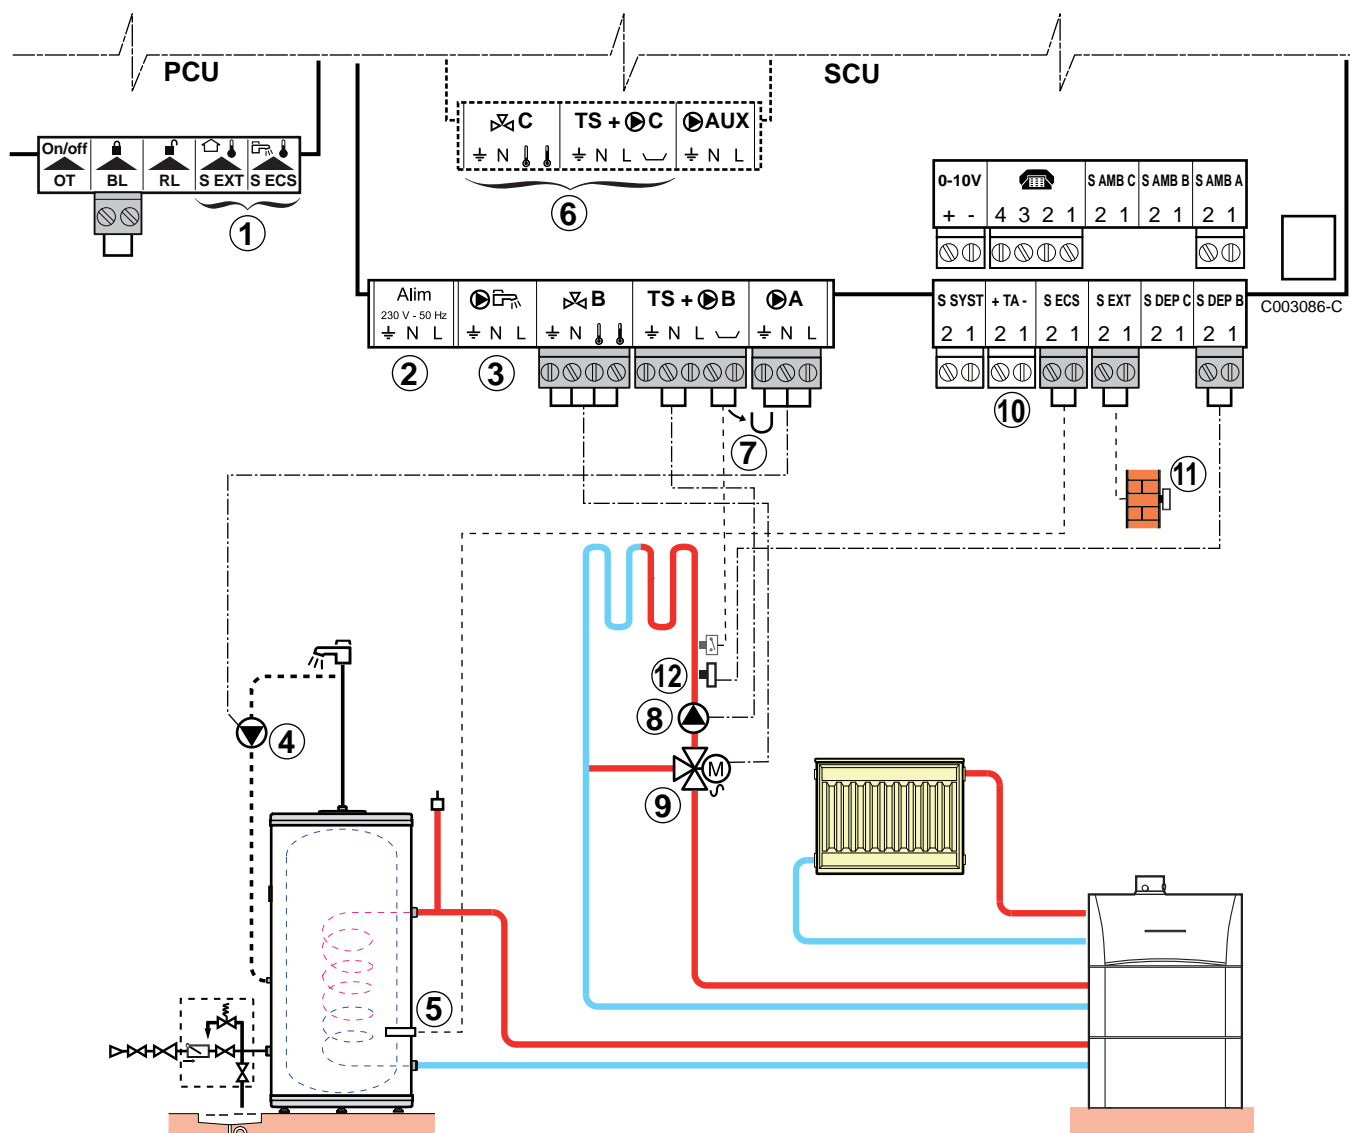 PCU
SCU
C
TS + C
AUX
N
N L
N L
6
On/off
OT
BL
RL
S EXT
S ECS
1
0-10V
S AMB C
S AMB B
S AMB A
+ -
4 3 2 1
2 1
2 1
2 1
C003086-C
Alim
230 V - 50 Hz
N L
N L
B
N
TS + B
N L
A
N L
2
3
7
S SYST
+ TA -
S ECS
S EXT
S DEP C
S DEP B
2 1
2 1
2 1
2 1
2 1
2 1
10
11
12
8
4
M
9
5